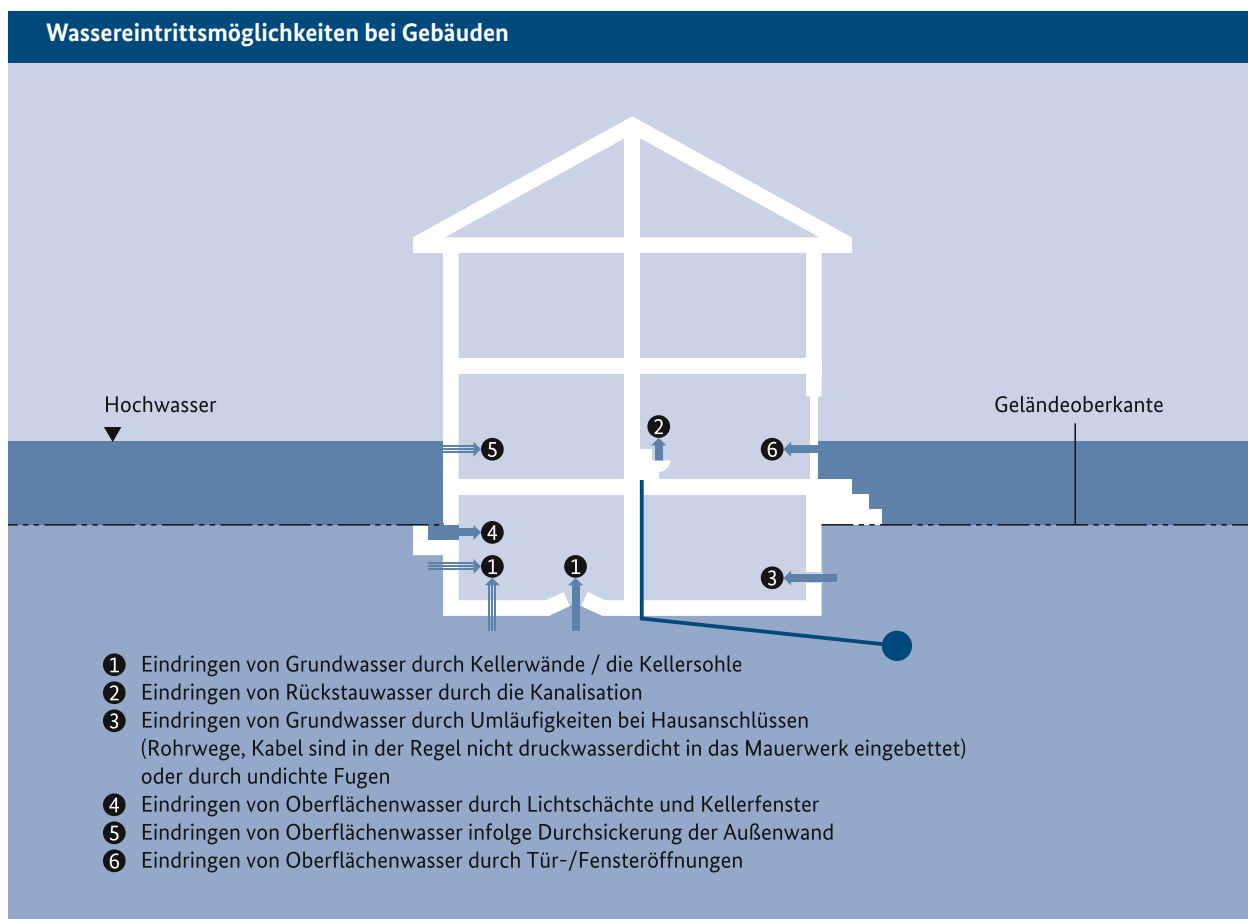 Wassereintrittsmöglichkeiten bei Gebäuden
Hochwasser
Geländeoberkante
2
5
6
4
1
1
3
1 Eindringen von Grundwasser durch Kellerwände / die Kellersohle
2 Eindringen von Rückstauwasser durch die Kanalisation
3 Eindringen von Grundwasser durch Umläufigkeiten bei Hausanschlüssen
(Rohrwege, Kabel sind in der Regel nicht druckwasserdicht in das Mauerwerk eingebettet)
oder durch undichte Fugen
4 Eindringen von Oberflächenwasser durch Lichtschächte und Kellerfenster
5 Eindringen von Oberflächenwasser infolge Durchsickerung der Außenwand
6 Eindringen von Oberflächenwasser durch Tür-/Fensteröffnungen